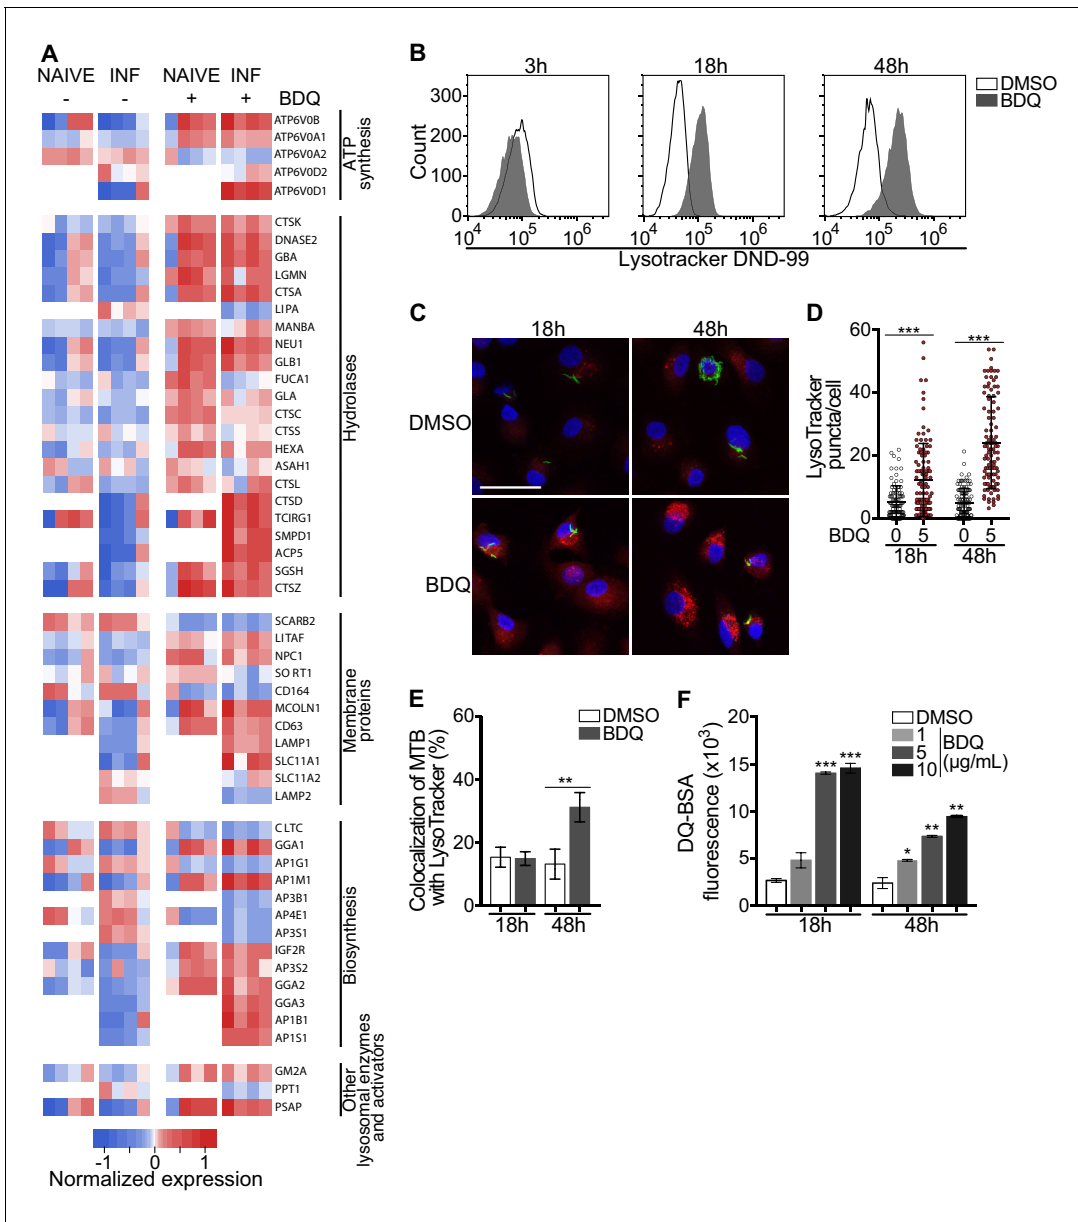 A
NAIVE INF NAIVE INF
- - + + BDQ
ATP6V0B
ATP6V0A1
ATP6V0A2
ATP6V0D2
ATP6V0D1
ATP
synthesis
CTSK
DNASE2
GBA
LGMN
CTSA
LIPA
MANBA
NEU1
GLB1
FUCA1
GLA
CTSC
CTSS
HEXA
ASAH1
CTSL
CTSD
TCIRG1
SMPD1
ACP5
SGSH
CTSZ
Hydrolases
SCARB2
LITAF
NPC1
SORT1
CD164
MCOLN1
CD63
LAMP1
SLC11A1
SLC11A2
LAMP2
Membrane
proteins
CLTC
GGA1
AP1G1
AP1M1
AP3B1
AP4E1
AP3S1
IGF2R
AP3S2
GGA2
GGA3
AP1B1
AP1S1
Biosynthesis
GM2A
PPT1
PSAP
Other
lysosomal enzymes
and activators
-1 0 1
Normalized expression
B
3h 18h 48h
DMSO
BDQ
Count
300
200
100
0
10⁴ 10⁵ 10⁶ 10⁴ 10⁵ 10⁶ 10⁴ 10⁵ 10⁶
Lysotracker DND-99
C
18h 48h
DMSO
BDQ
D
LysoTracker
puncta/cell
60
40
20
0
*** ***
BDQ 0 5 0 5
18h 48h
E
Colocalization of MTB
with LysoTracker (%)
60
40
20
0
DMSO
BDQ
**
18h 48h
F
DQ-BSA
fluorescence (x10³)
20
15
10
5
0
DMSO
1
5
10
BDQ
(µg/mL)
*** ***
* ** **
18h 48h